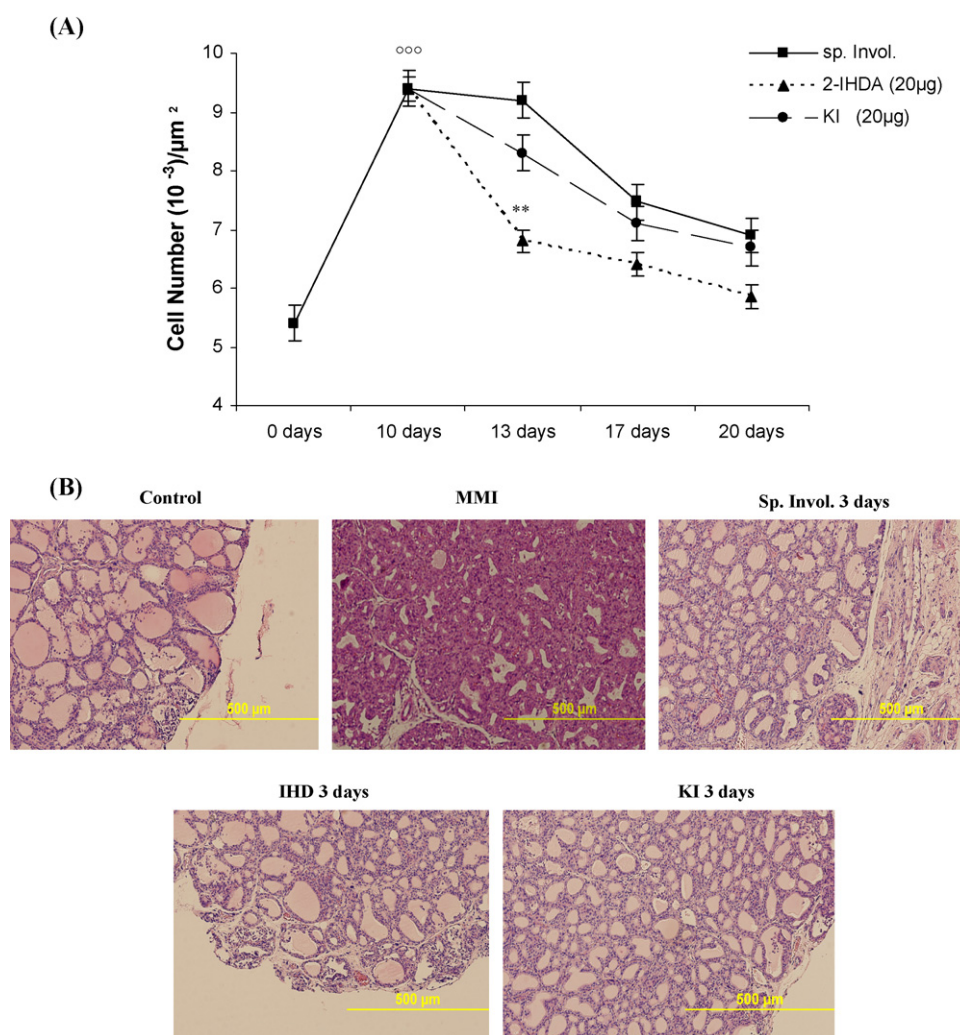 (A)
°°°
sp. Invol.
2-IHDA (20µg)
KI (20µg)
**
Cell Number (10 -3)/µm 2
10
9
8
7
6
5
4
0 days
10 days
13 days
17 days
20 days
(B)
Control
MMI
Sp. Invol. 3 days
500 µm
500 µm
500 µm
IHD 3 days
KI 3 days
500 µm
500 µm